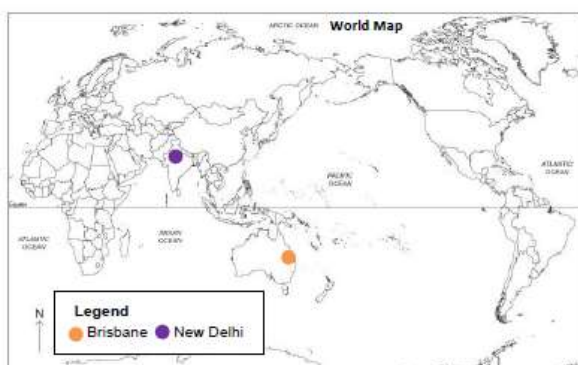 ARCTIC OCEAN
World Map
PACIFIC
OCEAN
ATLANTIC
OCEAN
Equator
ATLANTIC
OCEAN
INDIAN
OCEAN
N
Legend
Brisbane
New Delhi